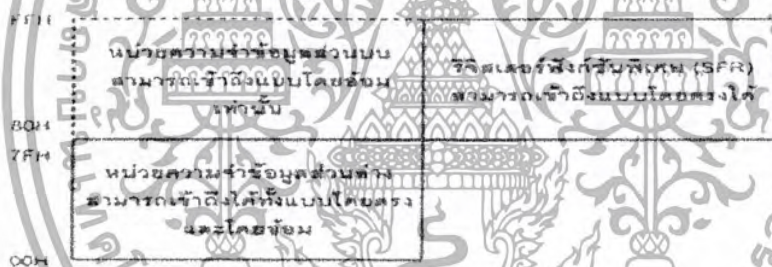 FFH
หน่วยความจำข้อมูลส่วนบน
สามารถเข้าถึงแบบโดยอ้อม
เท่านั้น
80H
รีจิสเตอร์ฟังก์ชันพิเศษ (SFR)
สามารถเข้าถึงแบบโดยตรงได้
7FH
หน่วยความจำข้อมูลส่วนล่าง
สามารถเข้าถึงได้ทั้งแบบโดยตรง
และโดยอ้อม
00H